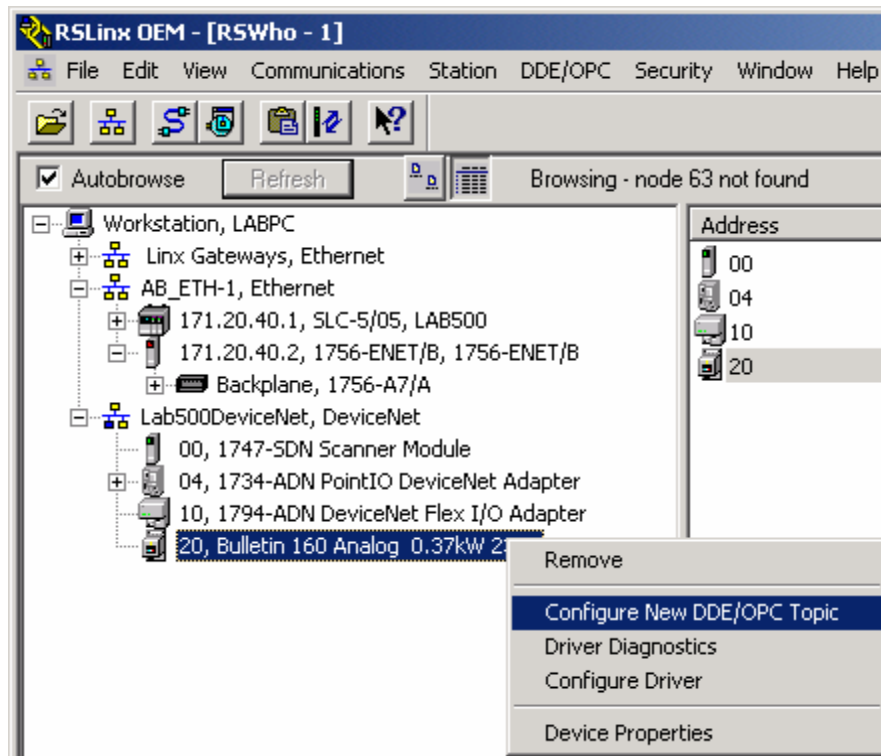 RSLinx OEM - [RSWho - 1]
File Edit View Communications Station DDE/OPC Security Window Help
Autobrowse Refresh Browsing - node 63 not found
Workstation, LABPC
Linx Gateways, Ethernet
AB_ETH-1, Ethernet
171.20.40.1, SLC-5/05, LAB500
171.20.40.2, 1756-ENET/B, 1756-ENET/B
Backplane, 1756-A7/A
Lab500DeviceNet, DeviceNet
00, 1747-SDN Scanner Module
04, 1734-ADN PointIO DeviceNet Adapter
10, 1794-ADN DeviceNet Flex I/O Adapter
20, Bulletin 160 Analog 0.37kW
Address
00
04
10
20
Remove
Configure New DDE/OPC Topic
Driver Diagnostics
Configure Driver
Device Properties